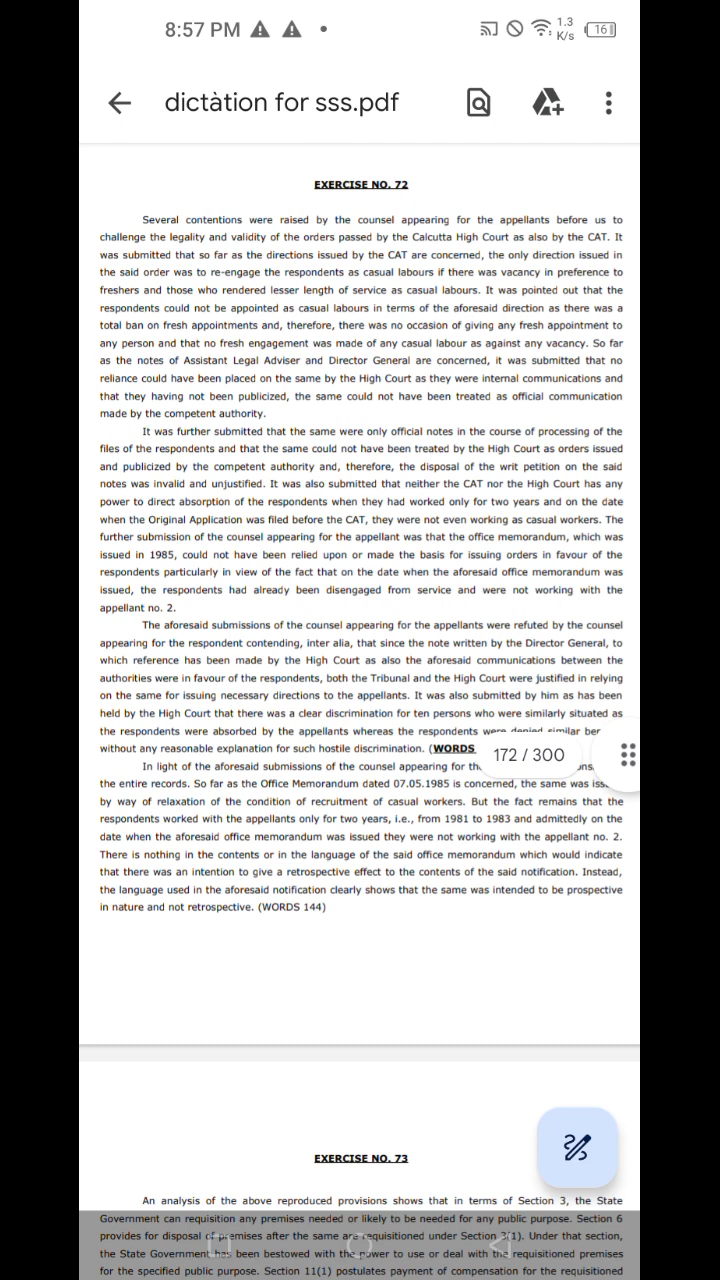 8:57 PM
1.3
K/s
16
dictàtion for sss.pdf
EXERCISE NO. 72
Several contentions were raised by the counsel appearing for the appellants before us to
challenge the legality and validity of the orders passed by the Calcutta High Court as also by the CAT. It
was submitted that so far as the directions issued by the CAT are concerned, the only direction issued in
the said order was to re-engage the respondents as casual labours if there was vacancy in preference to
freshers and those who rendered lesser length of service as casual labours. It was pointed out that the
respondents could not be appointed as casual labours in terms of the aforesaid direction as there was a
total ban on fresh appointments and, therefore, there was no occasion of giving any fresh appointment to
any person and that no fresh engagement was made of any casual labour as against any vacancy. So far
as the notes of Assistant Legal Adviser and Director General are concerned, it was submitted that no
reliance could have been placed on the same by the High Court as they were internal communications and
that they having not been publicized, the same could not have been treated as official communication
made by the competent authority.
It was further submitted that the same were only official notes in the course of processing of the
files of the respondents and that the same could not have been treated by the High Court as orders issued
and publicized by the competent authority and, therefore, the disposal of the writ petition on the said
notes was invalid and unjustified. It was also submitted that neither the CAT nor the High Court has any
power to direct absorption of the respondents when they had worked only for two years and on the date
when the Original Application was filed before the CAT, they were not even working as casual workers. The
further submission of the counsel appearing for the appellant was that the office memorandum, which was
issued in 1985, could not have been relied upon or made the basis for issuing orders in favour of the
respondents particularly in view of the fact that on the date when the aforesaid office memorandum was
issued, the respondents had already been disengaged from service and were not working with the
appellant no. 2.
The aforesaid submissions of the counsel appearing for the appellants were refuted by the counsel
appearing for the respondent contending, inter alia, that since the note written by the Director General, to
which reference has been made by the High Court as also the aforesaid communications between the
authorities were in favour of the respondents, both the Tribunal and the High Court were justified in relying
on the same for issuing necessary directions to the appellants. It was also submitted by him as has been
held by the High Court that there was a clear discrimination for ten persons who were similarly situated as
the respondents were absorbed by the appellants whereas the respondents were denied similar
without any reasonable explanation for such hostile discrimination. (WORDS
172 / 300
In light of the aforesaid submissions of the counsel appearing for
the entire records. So far as the Office Memorandum dated 07.05.1985 is concerned, the same was
by way of relaxation of the condition of recruitment of casual workers. But the fact remains that the
respondents worked with the appellants only for two years, i.e., from 1981 to 1983 and admittedly on the
date when the aforesaid office memorandum was issued they were not working with the appellant no. 2.
There is nothing in the contents or in the language of the said office memorandum which would indicate
that there was an intention to give a retrospective effect to the contents of the said notification. Instead,
the language used in the aforesaid notification clearly shows that the same was intended to be prospective
in nature and not retrospective. (WORDS 144)
EXERCISE NO. 73
An analysis of the above reproduced provisions shows that in terms of Section 3, the State
Government can requisition any premises needed or likely to be needed for any public purpose. Section 6
provides for disposal of premises after the same are requisitioned under Section 3(1). Under that section,
the State Government has been bestowed with the power to use or deal with the requisitioned premises
for the specified public purpose. Section 11(1) postulates payment of compensation for the requisitioned